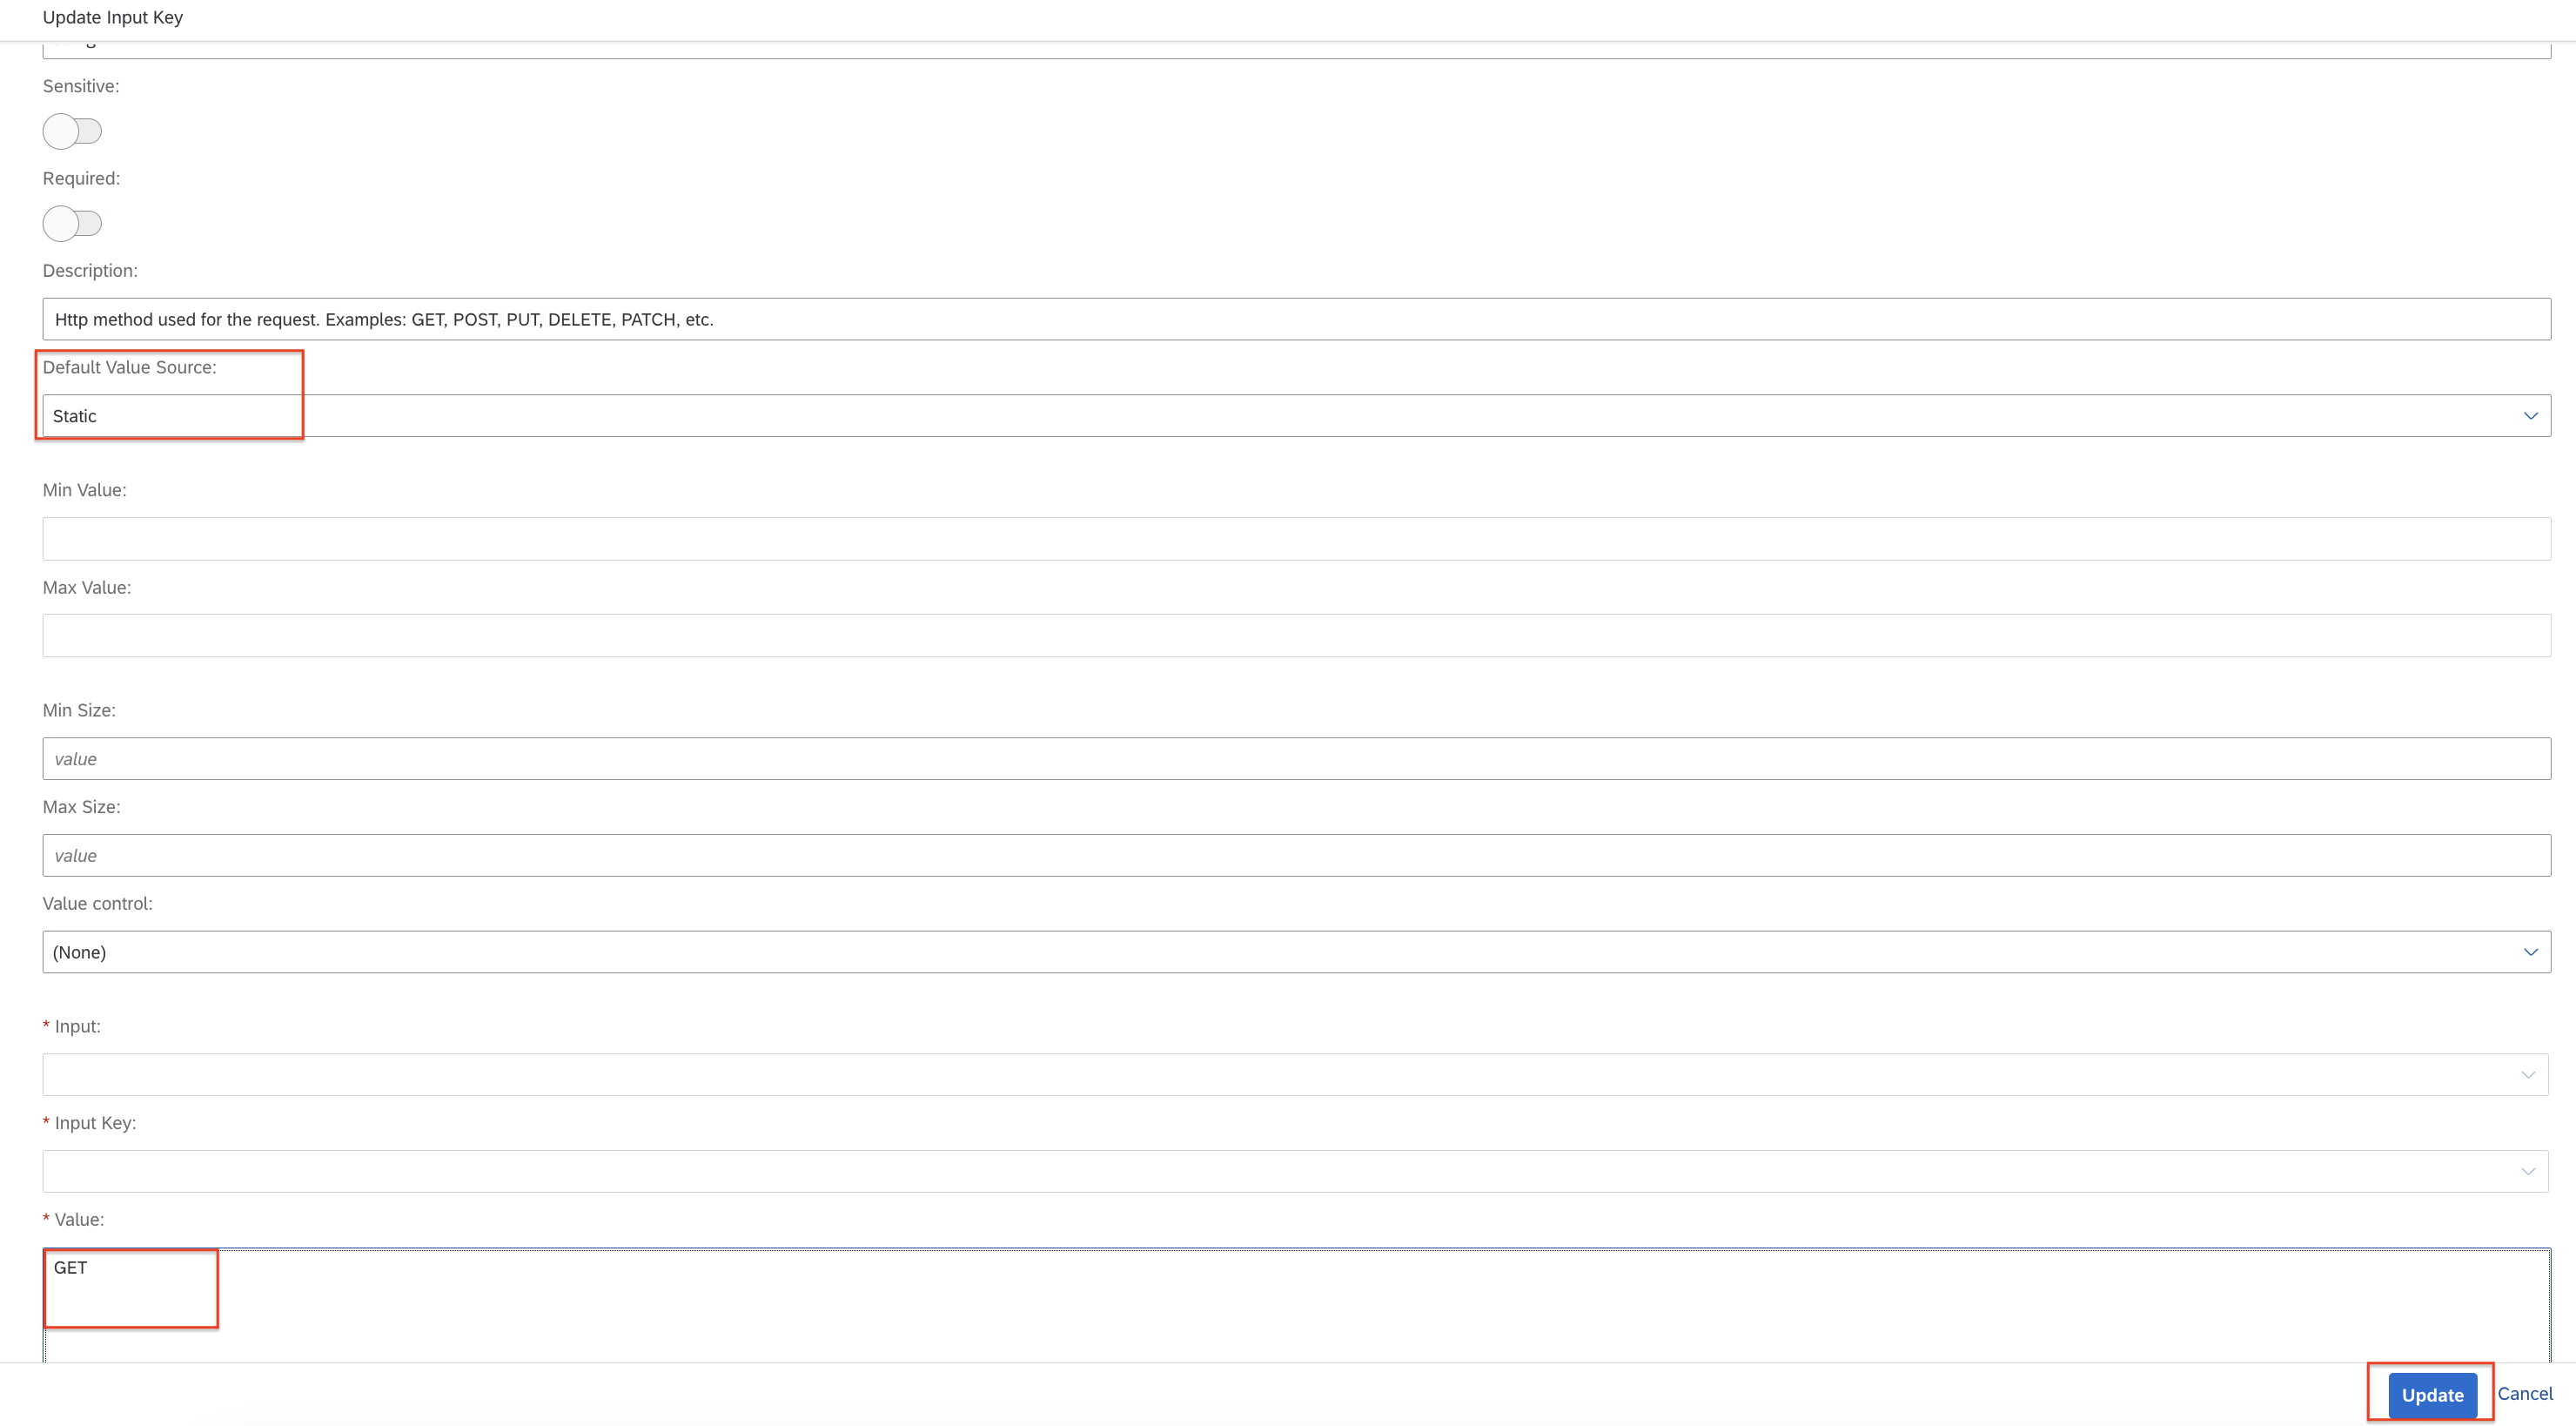 Update Input Key
Sensitive:
Required:
Description:
Http method used for the request. Examples: GET, POST, PUT, DELETE, PATCH, etc.
Default Value Source:
Static
Min Value:
Max Value:
Min Size:
value
Max Size:
value
Value control:
(None)
* Input:
* Input Key:
* Value:
GET
Update Cancel